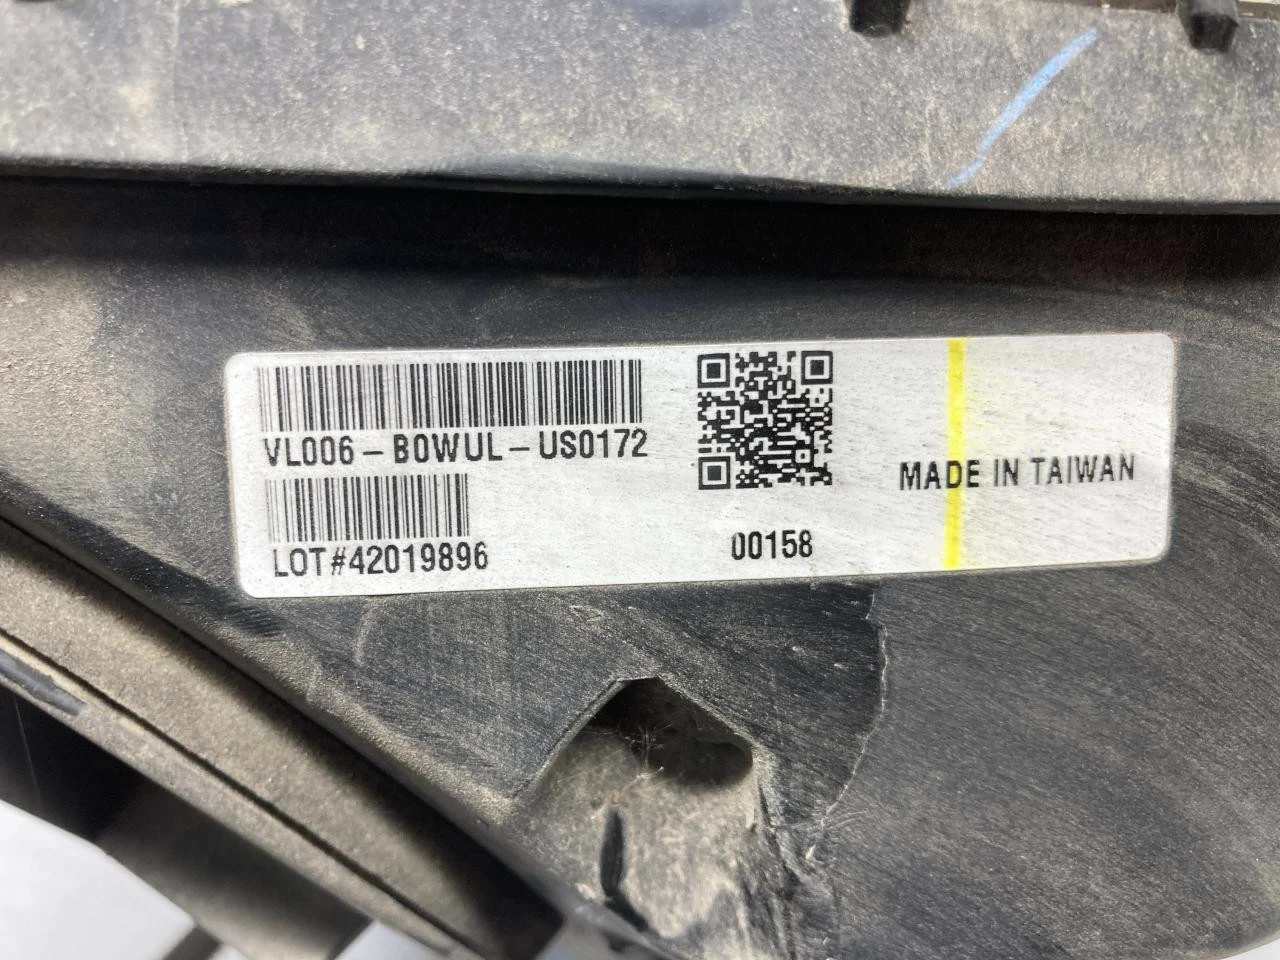 VL006-B0WUL-US0172
LOT#42019896
00158
MADE IN TAIWAN